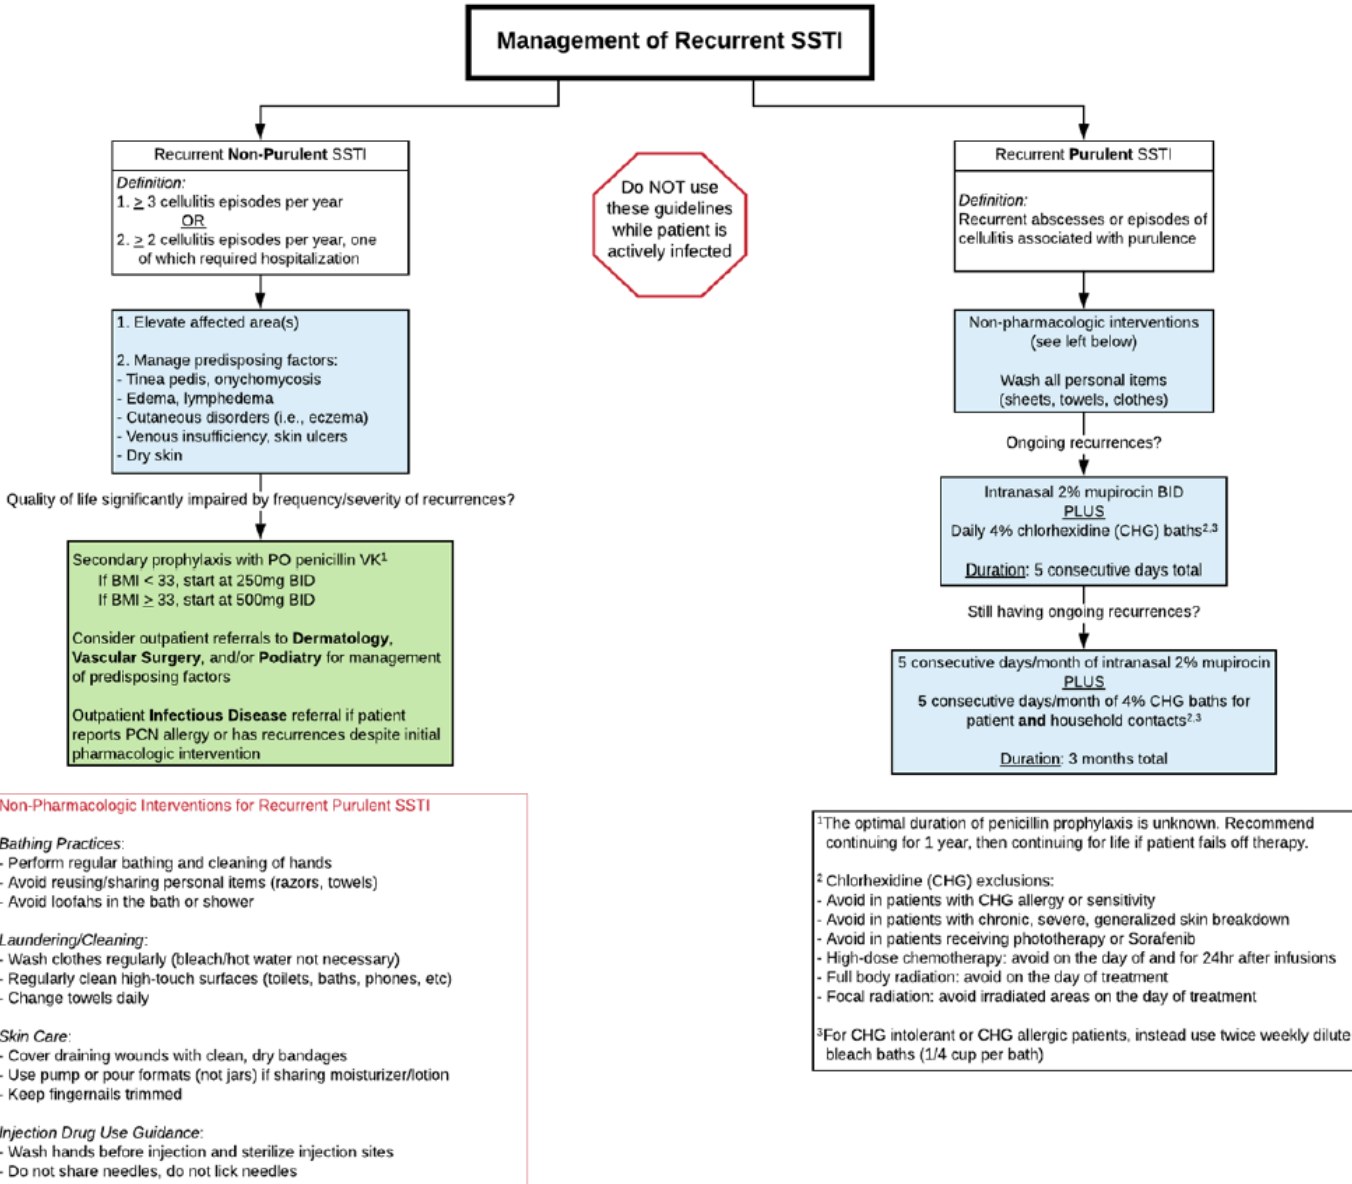 Management of Recurrent SSTI
Recurrent Non-Purulent SSTI
Definition:
1. ≥ 3 cellulitis episodes per year
OR
2. ≥ 2 cellulitis episodes per year, one
of which required hospitalization
1. Elevate affected area(s)
2. Manage predisposing factors:
- Tinea pedis, onychomycosis
- Edema, lymphedema
- Cutaneous disorders (i.e., eczema)
- Venous insufficiency, skin ulcers
- Dry skin
Quality of life significantly impaired by frequency/severity of recurrences?
Secondary prophylaxis with PO penicillin VK¹
If BMI < 33, start at 250mg BID
If BMI ≥ 33, start at 500mg BID
Consider outpatient referrals to Dermatology,
Vascular Surgery, and/or Podiatry for management
of predisposing factors
Outpatient Infectious Disease referral if patient
reports PCN allergy or has recurrences despite initial
pharmacologic intervention
Do NOT use
these guidelines
while patient is
actively infected
Recurrent Purulent SSTI
Definition:
Recurrent abscesses or episodes of
cellulitis associated with purulence
Non-pharmacologic interventions
(see left below)
Wash all personal items
(sheets, towels, clothes)
Ongoing recurrences?
Intranasal 2% mupirocin BID
PLUS
Daily 4% chlorhexidine (CHG) baths²,³
Duration: 5 consecutive days total
Still having ongoing recurrences?
5 consecutive days/month of intranasal 2% mupirocin
PLUS
5 consecutive days/month of 4% CHG baths for
patient and household contacts²,³
Duration: 3 months total
Non-Pharmacologic Interventions for Recurrent Purulent SSTI
Bathing Practices:
- Perform regular bathing and cleaning of hands
- Avoid reusing/sharing personal items (razors, towels)
- Avoid loofahs in the bath or shower
Laundering/Cleaning:
- Wash clothes regularly (bleach/hot water not necessary)
- Regularly clean high-touch surfaces (toilets, baths, phones, etc)
- Change towels daily
Skin Care:
- Cover draining wounds with clean, dry bandages
- Use pump or pour formats (not jars) if sharing moisturizer/lotion
- Keep fingernails trimmed
Injection Drug Use Guidance:
- Wash hands before injection and sterilize injection sites
- Do not share needles, do not lick needles
¹The optimal duration of penicillin prophylaxis is unknown. Recommend
continuing for 1 year, then continuing for life if patient fails off therapy.
² Chlorhexidine (CHG) exclusions:
- Avoid in patients with CHG allergy or sensitivity
- Avoid in patients with chronic, severe, generalized skin breakdown
- Avoid in patients receiving phototherapy or Sorafenib
- High-dose chemotherapy: avoid on the day of and for 24hr after infusions
- Full body radiation: avoid on the day of treatment
- Focal radiation: avoid irradiated areas on the day of treatment
³For CHG intolerant or CHG allergic patients, instead use twice weekly dilute
bleach baths (1/4 cup per bath)